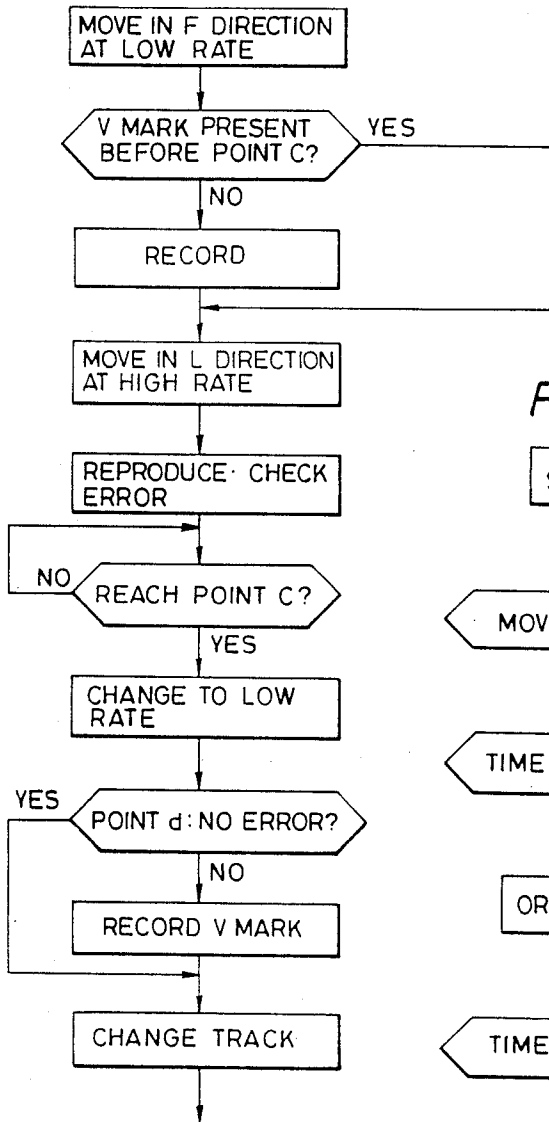 MOVE IN F DIRECTION
AT LOW RATE
V MARK PRESENT
BEFORE POINT C?
YES
NO
RECORD
MOVE IN L DIRECTION
AT HIGH RATE
REPRODUCE· CHECK
ERROR
NO
REACH POINT C?
YES
CHANGE TO LOW
RATE
YES
POINT d: NO ERROR?
NO
RECORD V MARK
CHANGE TRACK
F
S
MOV
TIME
OR
TIME